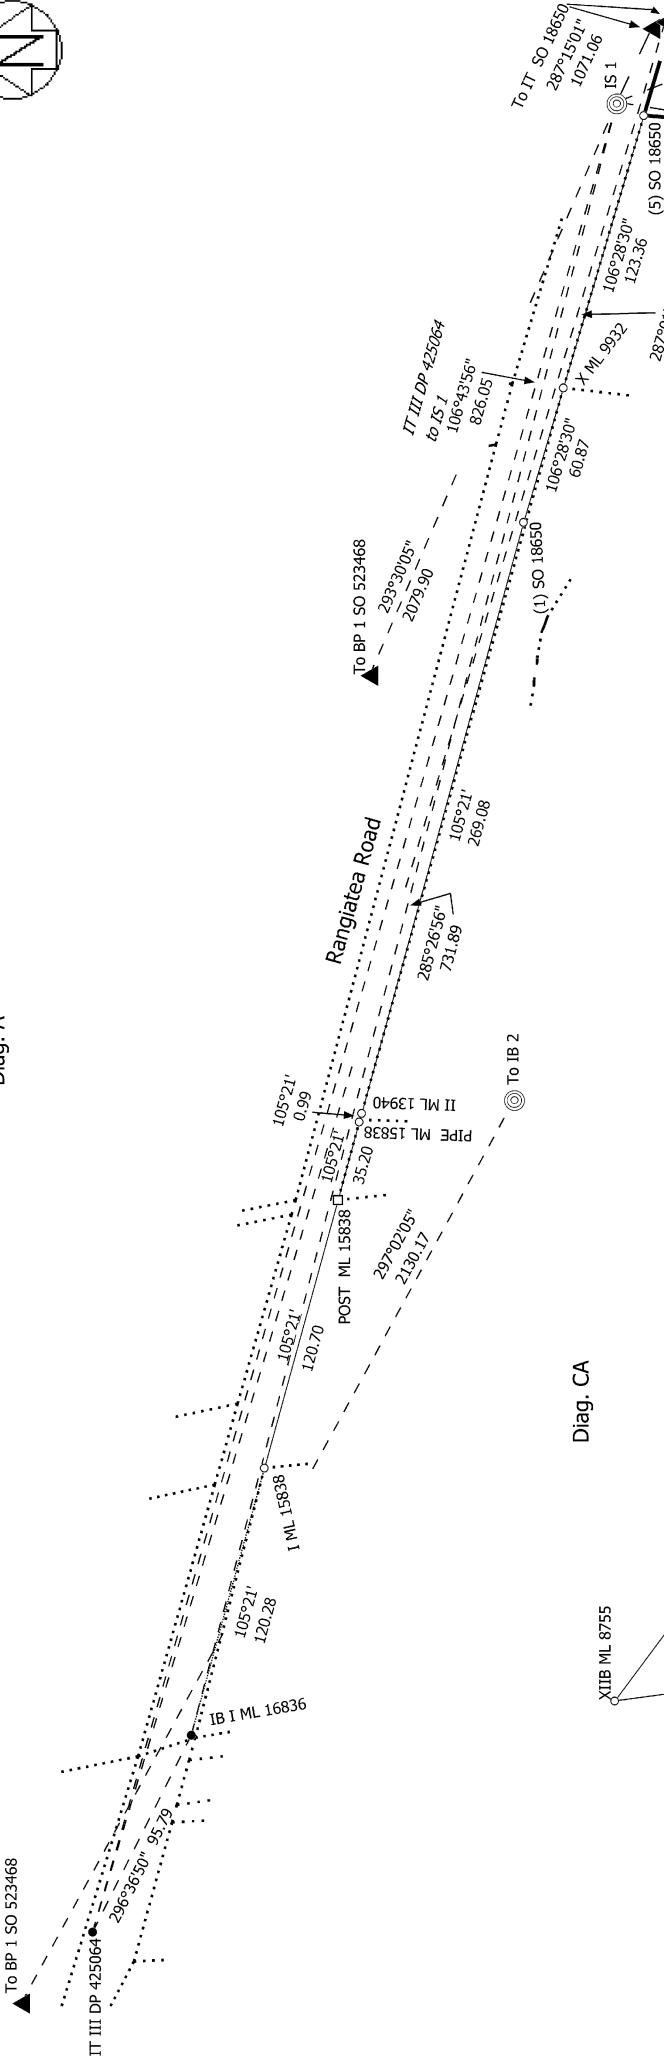 N
To IT SO 18650
287°15'01"
1071.06
IS 1
(5) SO 18650
106°28'30"
123.36
X ML 9932
IT III DP 425064
to IS 1
106°43'56"
826.05
106°28'30"
60.87
(1) SO 18650
To BP 1 SO 523468
293°30'05"
2079.90
105°21'
269.08
Rangiatea Road
285°26'56"
731.89
105°21'
0.99
II ML 13940
PIPE ML 15838
105°21'
35.20
To IB 2
POST ML 15838
297°02'05"
2130.17
105°21'
120.70
Diag. CA
I ML 15838
105°21'
120.28
XIIB ML 8755
IB I ML 16836
296°36'50" 95.79
To BP 1 SO 523468
IT III DP 425064